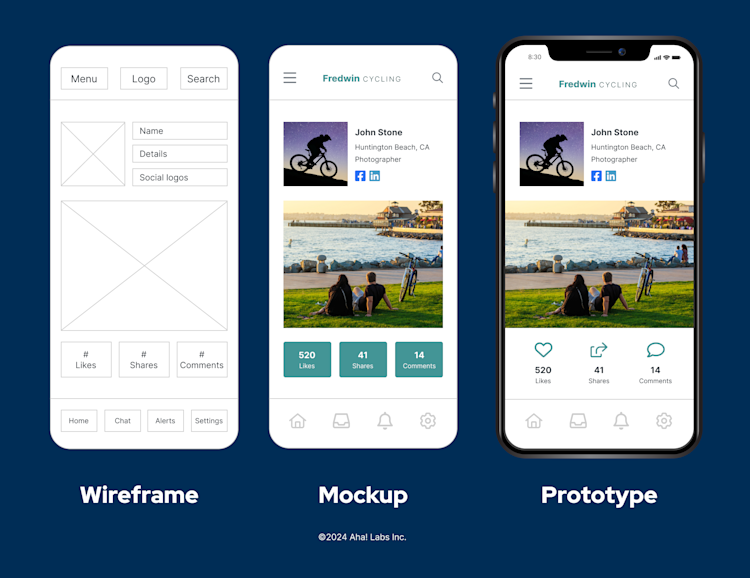 Menu
Logo
Search
Name
Details
Social logos
#
Likes
#
Shares
#
Comments
Home
Chat
Alerts
Settings
Fredwin CYCLING
John Stone
Huntington Beach, CA
Photographer
520
Likes
41
Shares
14
Comments
8:30
Fredwin CYCLING
John Stone
Huntington Beach, CA
Photographer
520
Likes
41
Shares
14
Comments
Wireframe
Mockup
Prototype
©2024 Aha! Labs Inc.